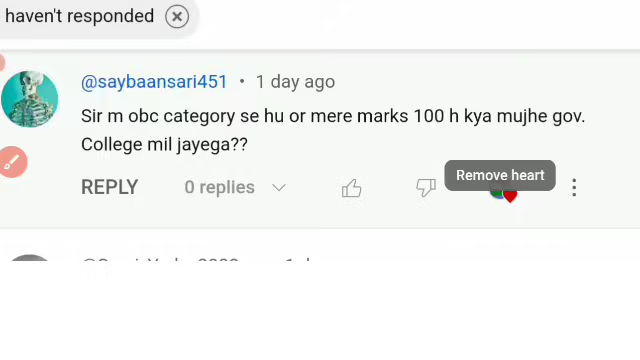 haven't responded
@saybaansari451 • 1 day ago
Sir m obc category se hu or mere marks 100 h kya mujhe gov.
College mil jayega??
REPLY 0 replies
Remove heart